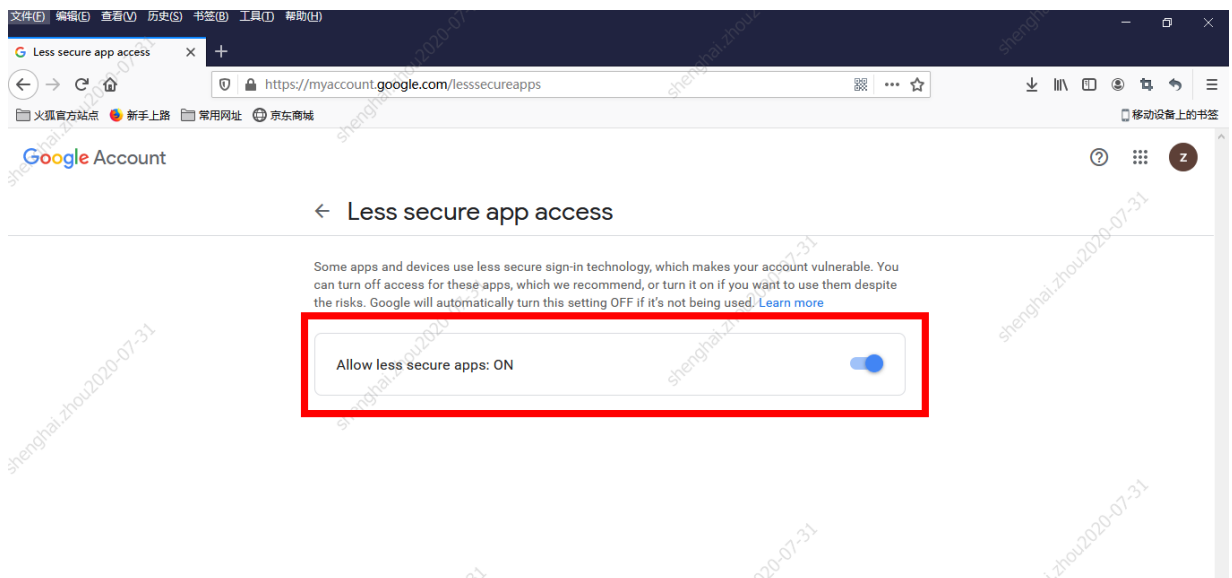 文件(F) 编辑(E) 查看(V) 历史(S) 书签(B) 工具(T) 帮助(H)
Less secure app access
https://myaccount.google.com/lesssecureapps
火狐官方站点 新手上路 常用网址 京东商城 移动设备上的书签
Google Account
Z
Less secure app access
Some apps and devices use less secure sign-in technology, which makes your account vulnerable. You
can turn off access for these apps, which we recommend, or turn it on if you want to use them despite
the risks. Google will automatically turn this setting OFF if it's not being used. Learn more
Allow less secure apps: ON
shenghai.zhou2020-07-31